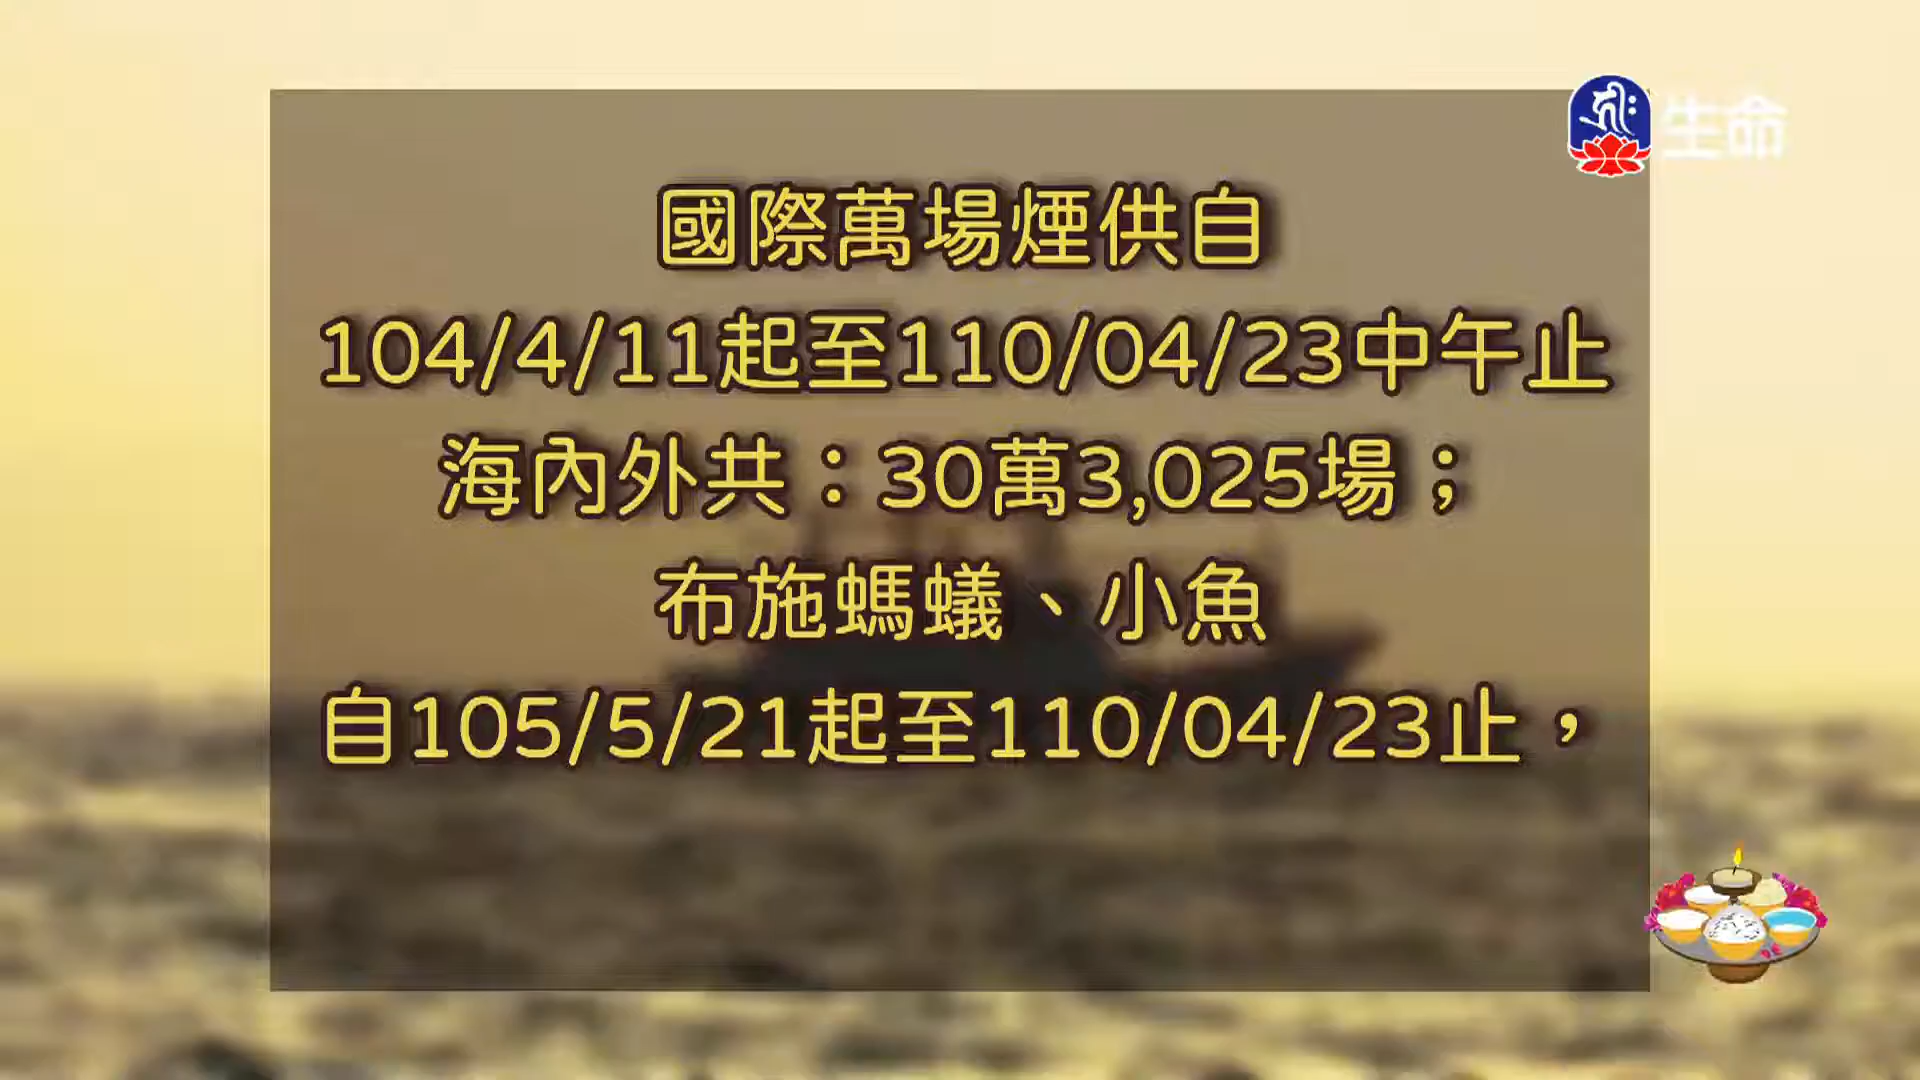 生命
國際萬場煙供自
104/4/11起至110/04/23中午止
海內外共：30萬3,025場；
布施螞蟻、小魚
自105/5/21起至110/04/23止，